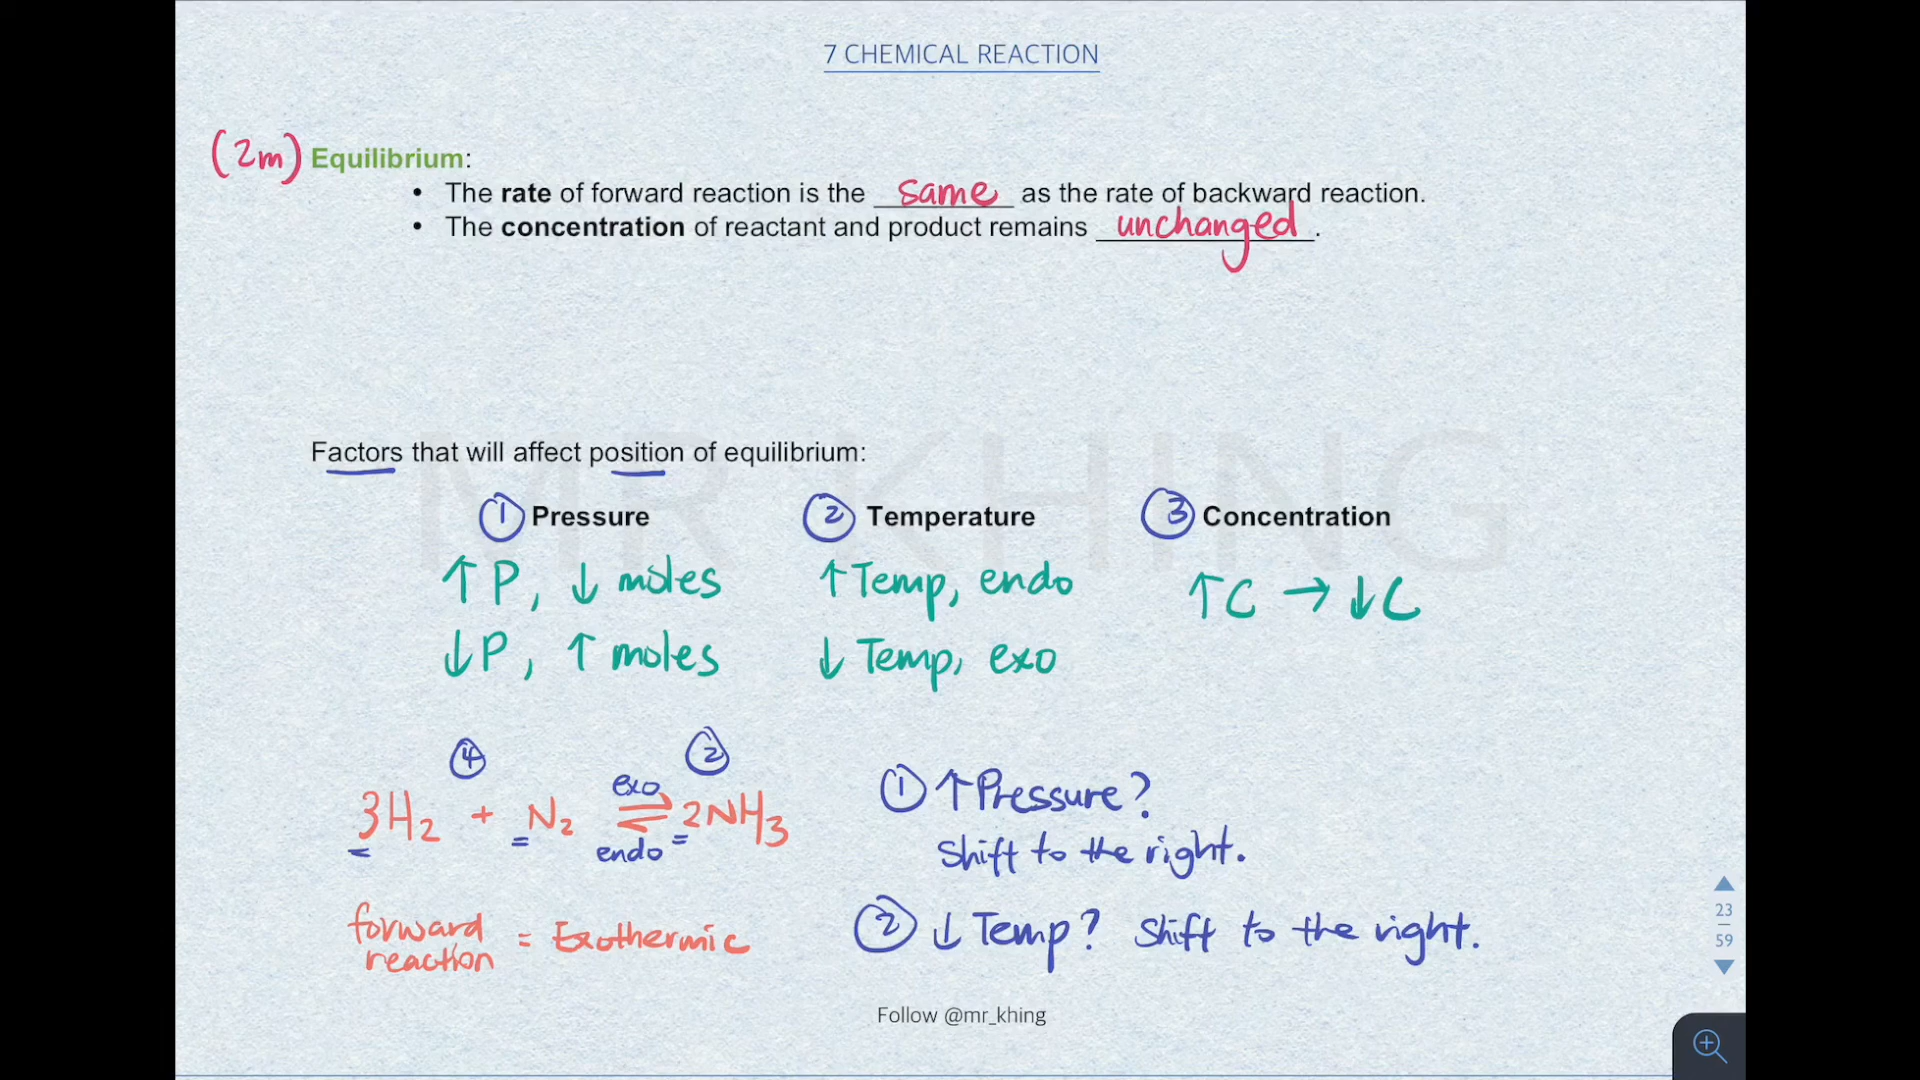 7 CHEMICAL REACTION
(2m) Equilibrium:
• The rate of forward reaction is the same as the rate of backward reaction.
• The concentration of reactant and product remains unchanged.
MR KHING
Factors that will affect position of equilibrium:
① Pressure ② Temperature ③ Concentration
↑P, ↓ moles ↑Temp, endo ↑C → ↓C
↓P, ↑ moles ↓Temp, exo
④ ②
3H₂ + N₂ exo ⇌ endo 2NH₃
forward reaction = Exothermic
① ↑Pressure?
Shift to the right.
② ↓Temp? Shift to the right.
23
59
Follow @mr_khing